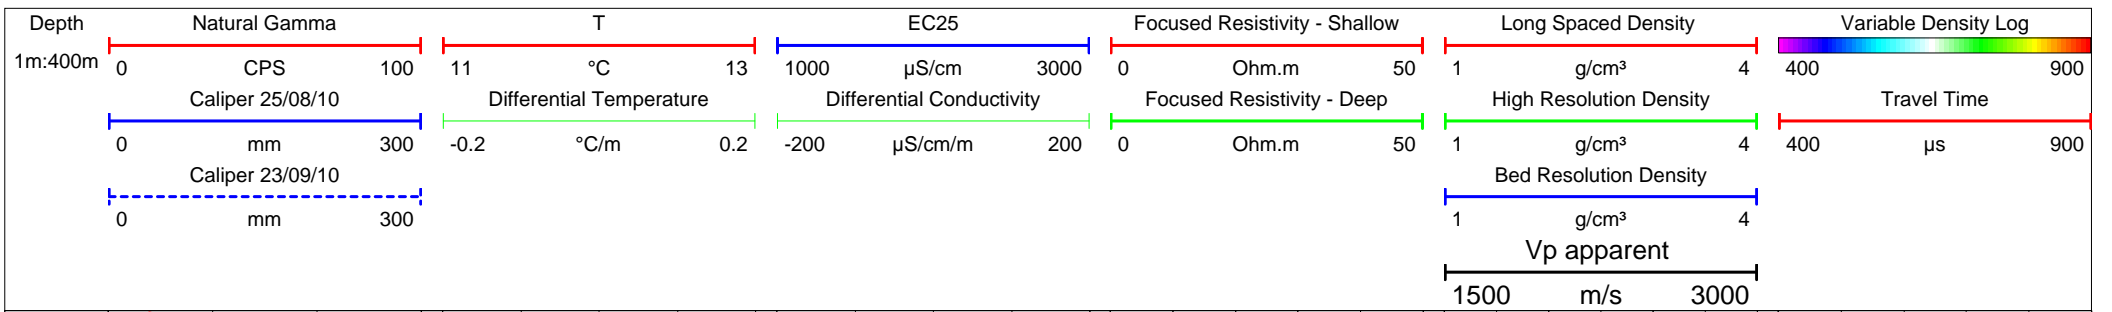 Depth Natural Gamma T EC25 Focused Resistivity - Shallow Long Spaced Density Variable Density Log
1m:400m 0 CPS 100 11 °C 13 1000 µS/cm 3000 0 Ohm.m 50 1 g/cm³ 4 400 900
Caliper 25/08/10 Differential Temperature Differential Conductivity Focused Resistivity - Deep High Resolution Density Travel Time
0 mm 300 -0.2 °C/m 0.2 -200 µS/cm/m 200 0 Ohm.m 50 1 g/cm³ 4 400 µs 900
Caliper 23/09/10 Bed Resolution Density
0 mm 300 1 g/cm³ 4
Vp apparent
1500 m/s 3000